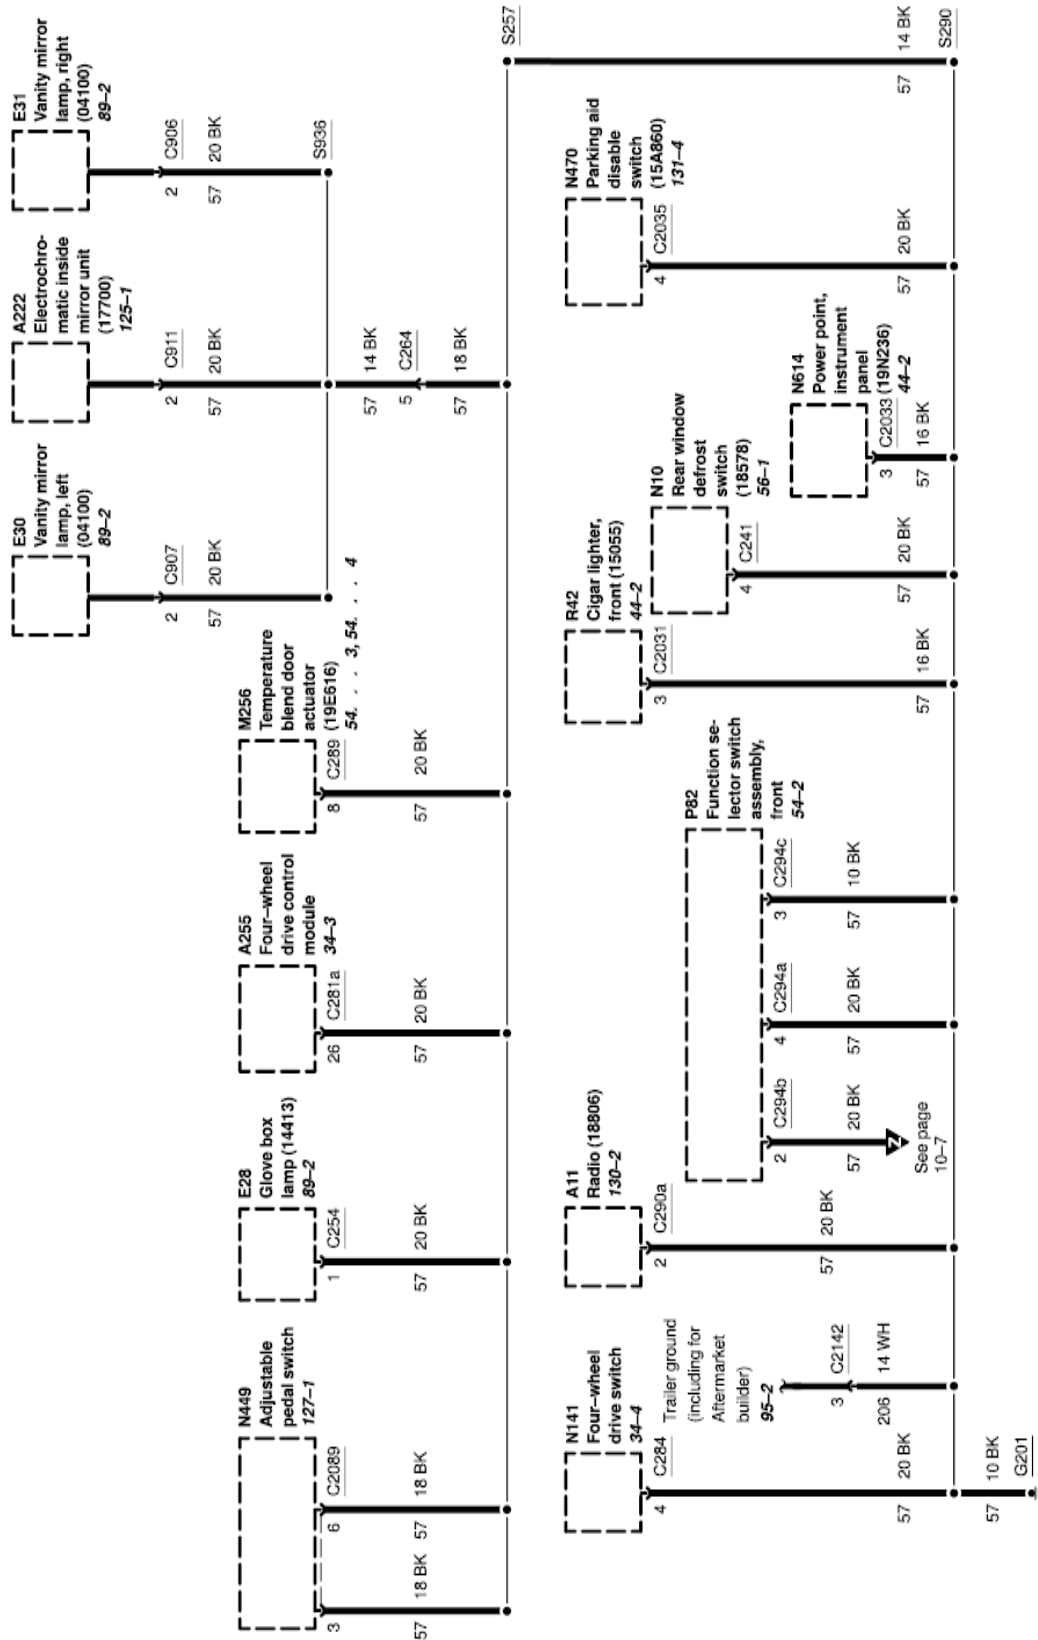 N449
Adjustable
pedal switch
127–1
3
57
18 BK
6
C2089
57
18 BK
E28
Glove box
lamp (14413)
89–2
1
C254
57
20 BK
A255
Four–wheel
drive control
module
34–3
26
C281a
57
20 BK
M256
Temperature
blend door
actuator
(19E616)
54. . . 3, 54. . . 4
8
C289
57
20 BK
E30
Vanity mirror
lamp, left
(04100)
89–2
2
C907
57
20 BK
A222
Electrochro-
matic inside
mirror unit
(17700)
125–1
2
C911
57
20 BK
57
14 BK
5
C264
57
18 BK
E31
Vanity mirror
lamp, right
(04100)
89–2
2
C906
57
20 BK
S936
S257
N141
Four–wheel
drive switch
34–4
4
C284
57
20 BK
57
10 BK
G201
Trailer ground
(including for
Aftermarket
builder)
95–2
3
C2142
206
14 WH
A11
Radio (18806)
130–2
2
C290a
57
20 BK
P82
Function se-
lector switch
assembly,
front
54–2
2
C294b
57
20 BK
Z
See page
10–7
4
C294a
57
20 BK
3
C294c
57
10 BK
R42
Cigar lighter,
front (15055)
44–2
3
C2031
57
16 BK
N10
Rear window
defrost
switch
(18578)
56–1
4
C241
57
20 BK
N614
Power point,
instrument
panel
(19N236)
44–2
3
C2033
57
16 BK
N470
Parking aid
disable
switch
(15A860)
131–4
4
C2035
57
20 BK
57
14 BK
S290